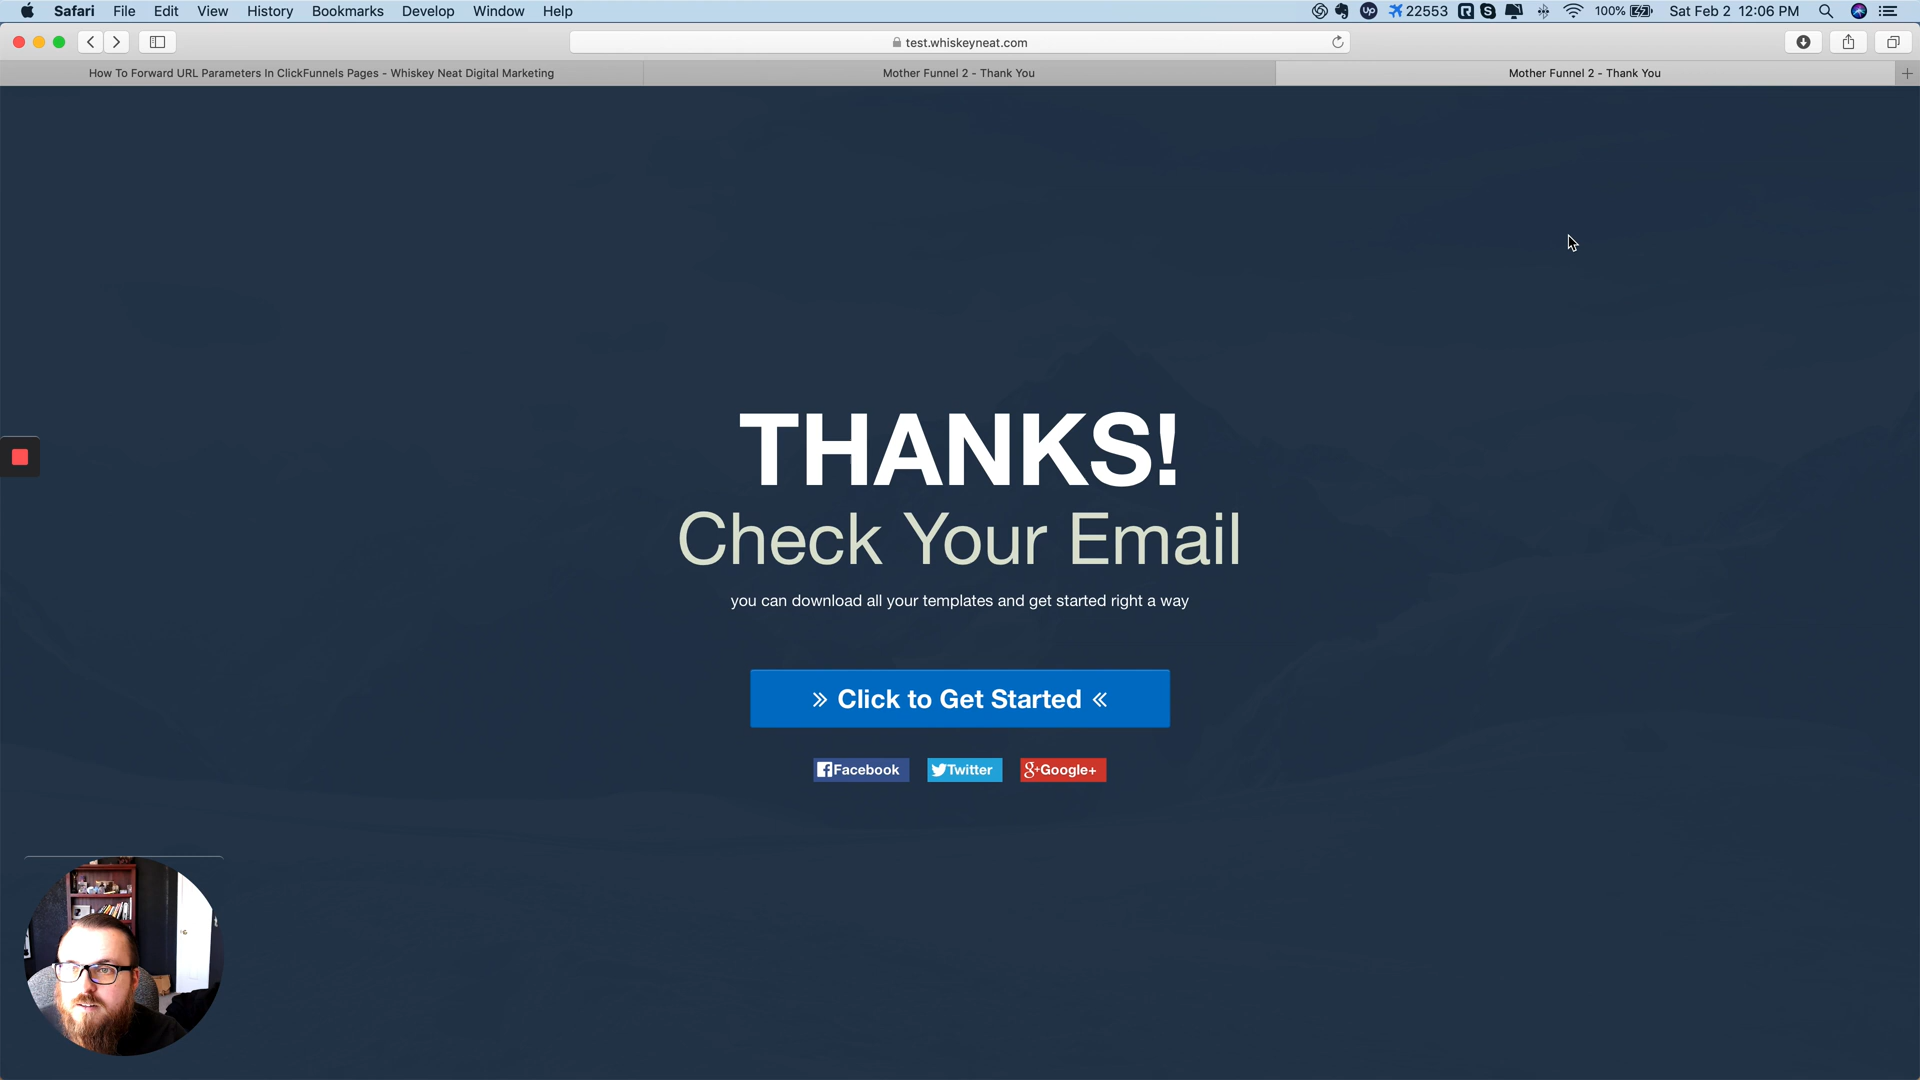 Safari File Edit View History Bookmarks Develop Window Help
22553 100% Sat Feb 2 12:06 PM
test.whiskeyneat.com
How To Forward URL Parameters In ClickFunnels Pages - Whiskey Neat Digital Marketing
Mother Funnel 2 - Thank You
Mother Funnel 2 - Thank You
THANKS!
Check Your Email
you can download all your templates and get started right a way
» Click to Get Started «
Facebook Twitter Google+